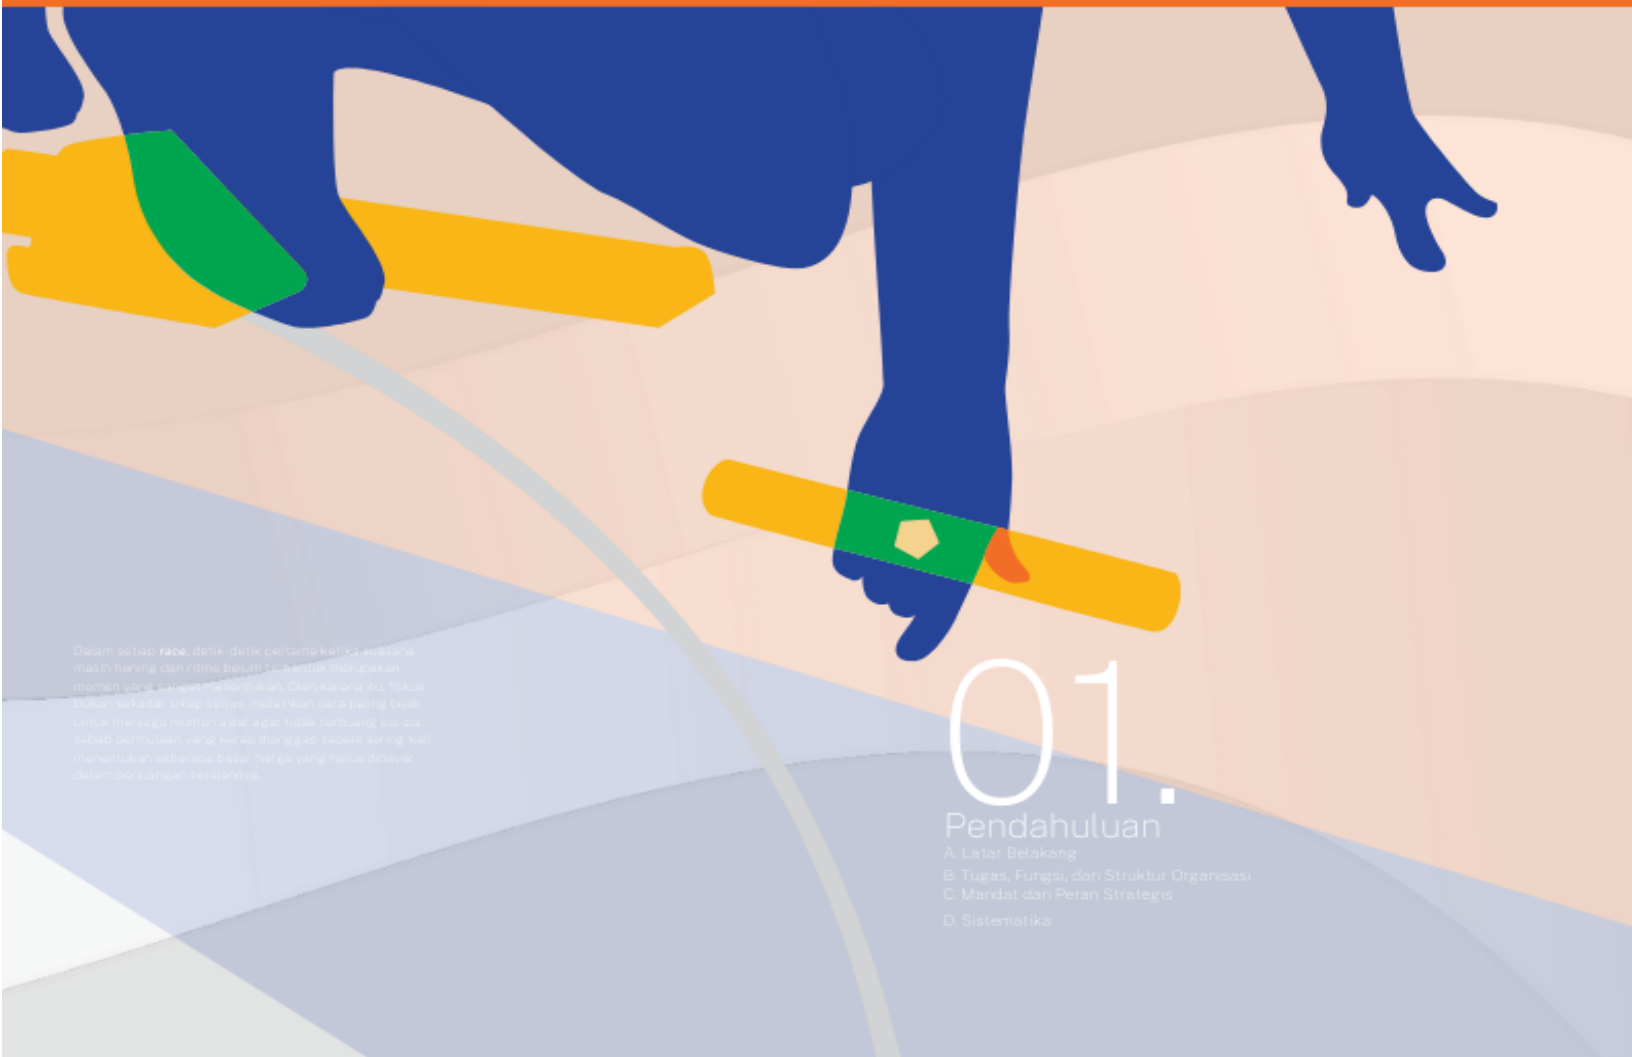 Dalam setiap race, detik-detik pertama ketika suasana
masih hening dan ritme belum terbentuk merupakan
momen yang sangat menentukan. Oleh karena itu, fokus
bukan sekadar sikap serius, melainkan cara paling bijak
untuk menjaga momen awal agar tidak terbuang sia-sia,
sebab permulaan yang kerap dianggap sepele sering kali
menentukan seberapa besar harga yang harus dibayar
dalam perjuangan setelahnya.
01.
Pendahuluan
A. Latar Belakang
B. Tugas, Fungsi, dan Struktur Organisasi
C. Mandat dan Peran Strategis
D. Sistematika